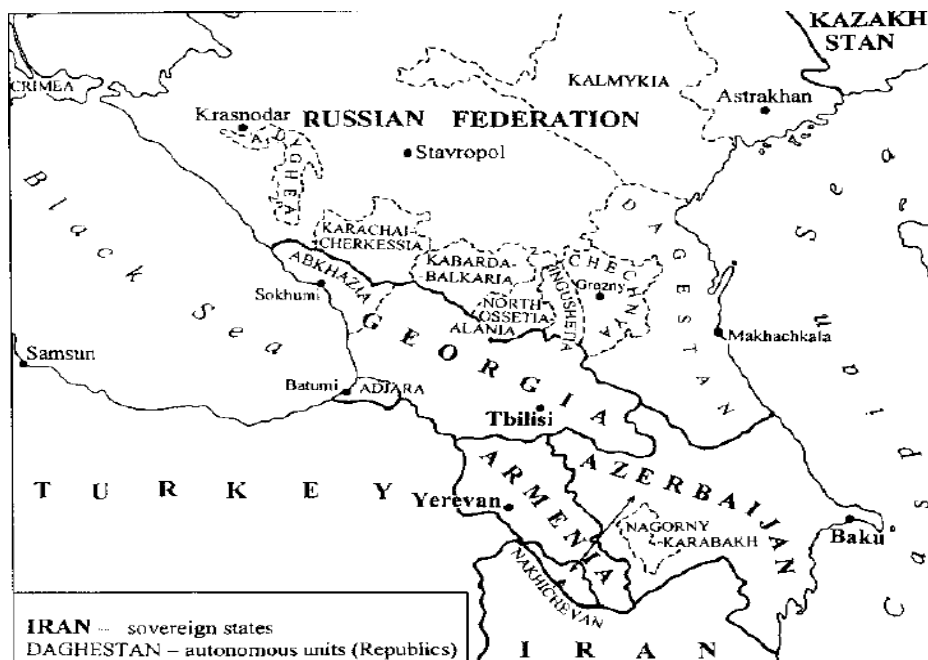 KAZAKH
STAN
CRIMEA
KALMYKIA
Astrakhan
Krasnodar
RUSSIAN FEDERATION
ADYGHEA
Stavropol
Black Sea
Caspid Sea
DAGESTAN
KARACHAI-
CHERKESSIA
ABKHAZIA
KABARDA-
BALKARIA
CHECHNYA
INGUSHETIA
Grozny
Sokhumi
NORTH
OSSETIA
ALANIA
GEORGIA
Makhachkala
Samsun
Batumi
ADJARA
Tbilisi
TURKEY
ARMENIA
AZERBAIJAN
Yerevan
NAGORNY
KARABAKH
Baku
NAKHICHEVAN
IRAN
IRAN – sovereign states
DAGHESTAN – autonomous units (Republics)